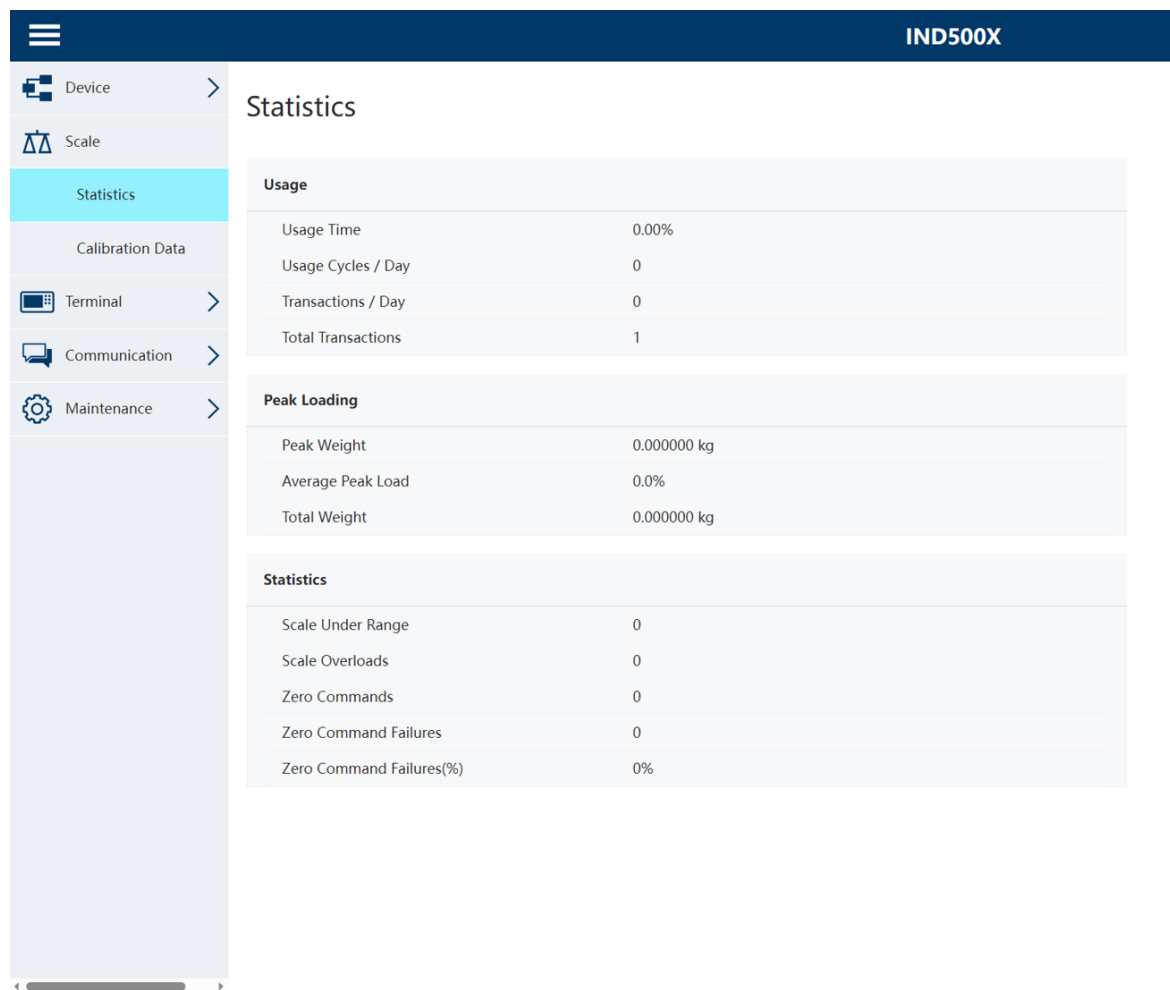 IND500X
Device
Scale
Statistics
Calibration Data
Terminal
Communication
Maintenance
Statistics
Usage
Usage Time 0.00%
Usage Cycles / Day 0
Transactions / Day 0
Total Transactions 1
Peak Loading
Peak Weight 0.000000 kg
Average Peak Load 0.0%
Total Weight 0.000000 kg
Statistics
Scale Under Range 0
Scale Overloads 0
Zero Commands 0
Zero Command Failures 0
Zero Command Failures(%) 0%